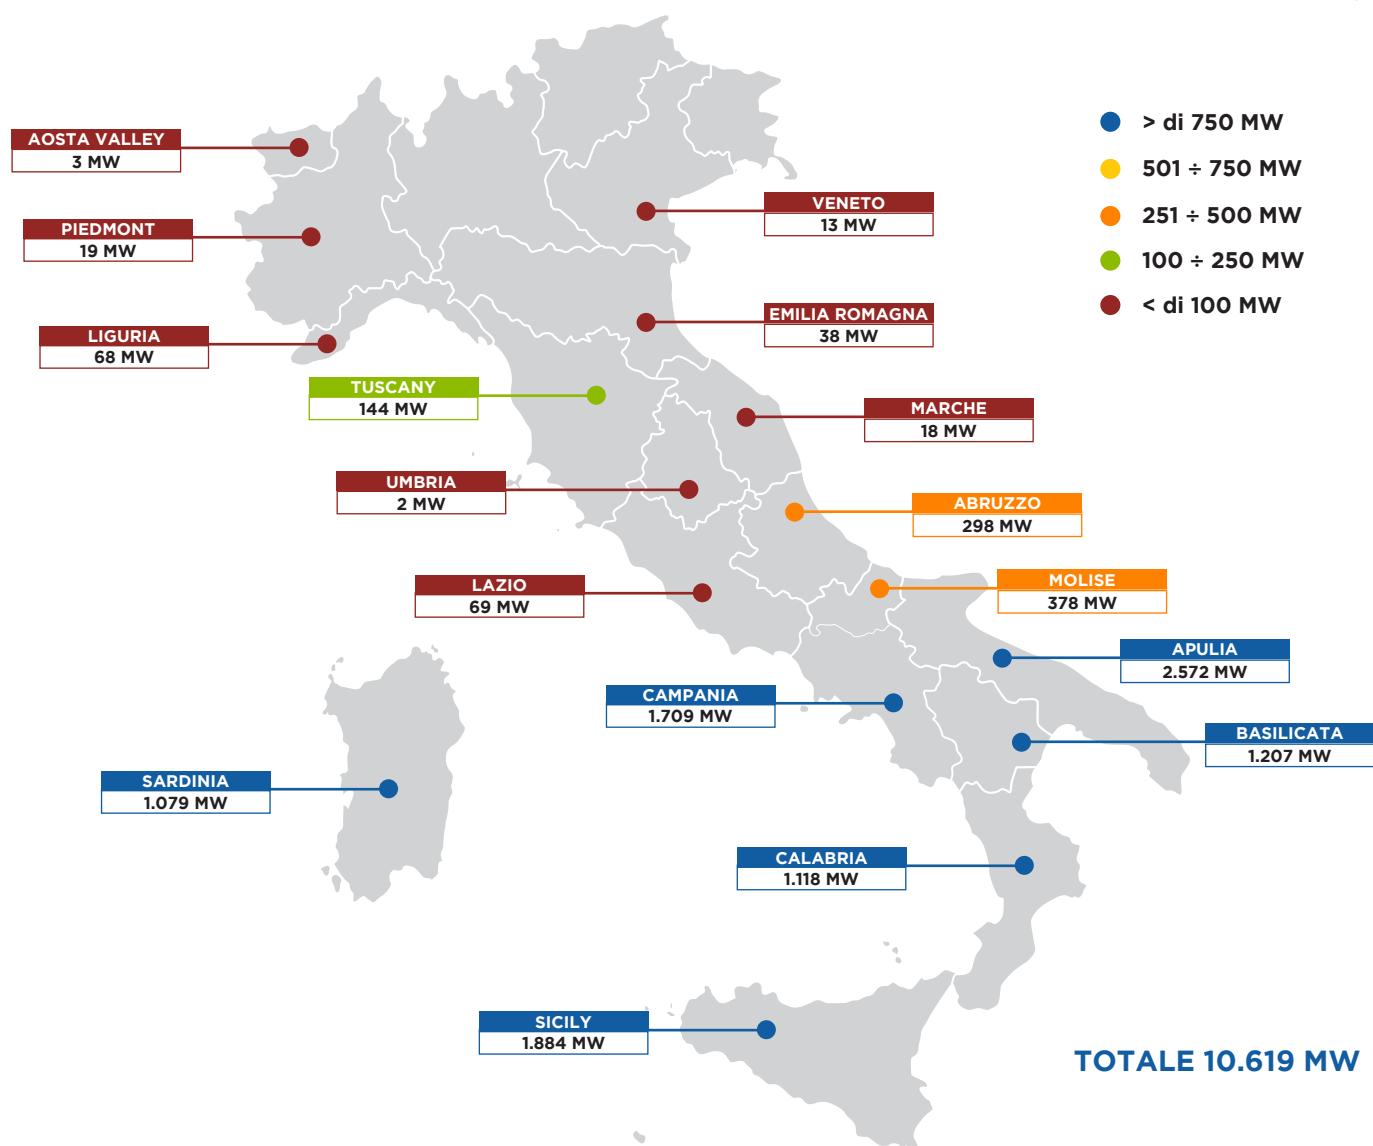 AOSTA VALLEY
3 MW
PIEDMONT
19 MW
LIGURIA
68 MW
TUSCANY
144 MW
UMBRIA
2 MW
LAZIO
69 MW
CAMPANIA
1.709 MW
SARDINIA
1.079 MW
CALABRIA
1.118 MW
SICILY
1.884 MW
VENETO
13 MW
EMILIA ROMAGNA
38 MW
MARCHE
18 MW
ABRUZZO
298 MW
MOLISE
378 MW
APULIA
2.572 MW
BASILICATA
1.207 MW
> di 750 MW
501 ÷ 750 MW
251 ÷ 500 MW
100 ÷ 250 MW
< di 100 MW
TOTALE 10.619 MW